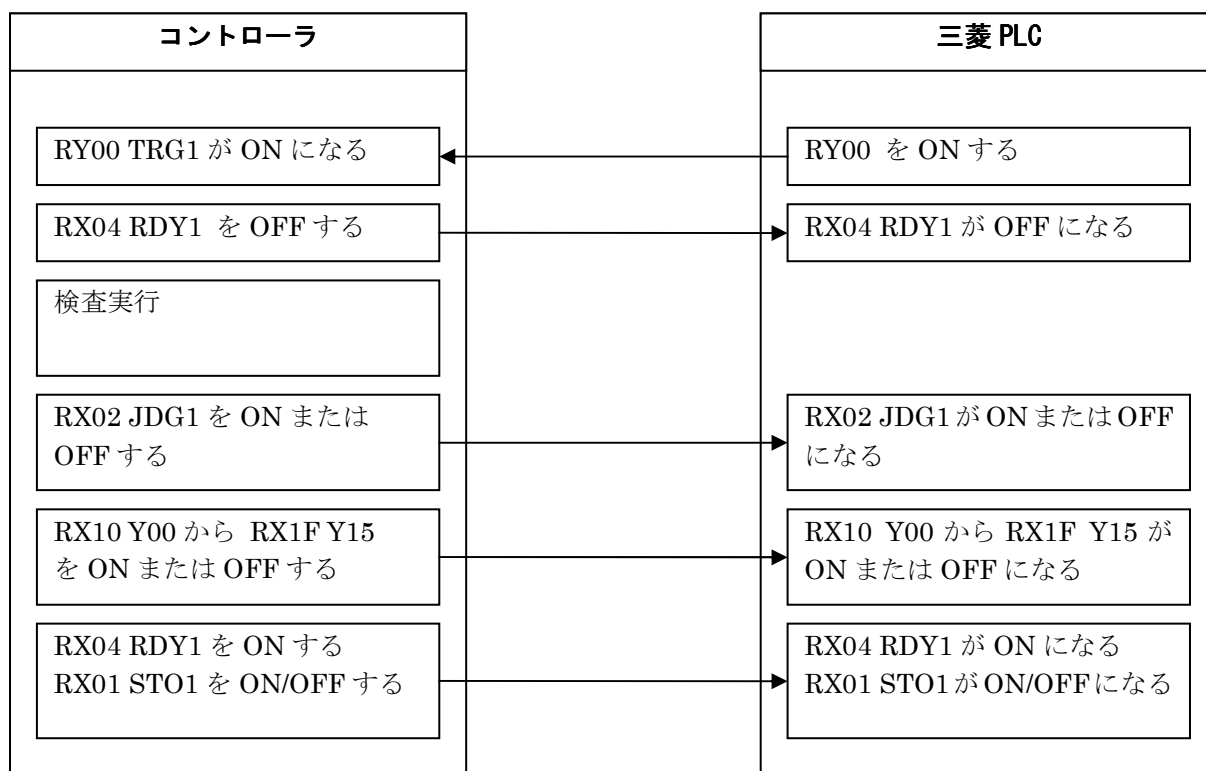 コントローラ
三菱 PLC
RY00 TRG1 が ON になる
RY00 を ON する
RX04 RDY1 を OFF する
RX04 RDY1 が OFF になる
検査実行
RX02 JDG1 を ON または
OFF する
RX02 JDG1 が ON または OFF
になる
RX10 Y00 から RX1F Y15
を ON または OFF する
RX10 Y00 から RX1F Y15 が
ON または OFF になる
RX04 RDY1 を ON する
RX01 STO1 を ON/OFF する
RX04 RDY1 が ON になる
RX01 STO1 が ON/OFF になる